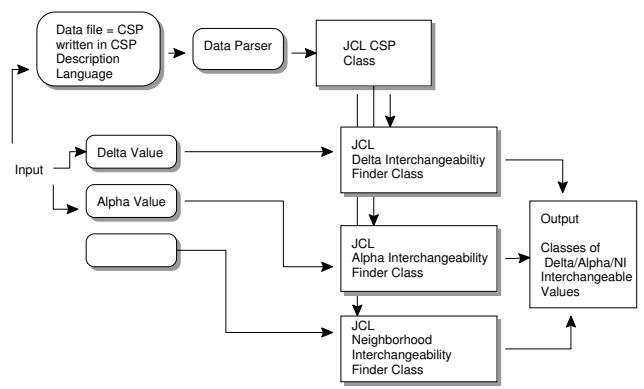 Data file = CSP
written in CSP
Description
Language
Data Parser
JCL CSP
Class
Input
Delta Value
JCL
Delta Interchangeabiltiy
Finder Class
Alpha Value
JCL
Alpha Interchangeability
Finder Class
JCL
Neighborhood
Interchangeability
Finder Class
Output
Classes of
Delta/Alpha/NI
Interchangeable
Values